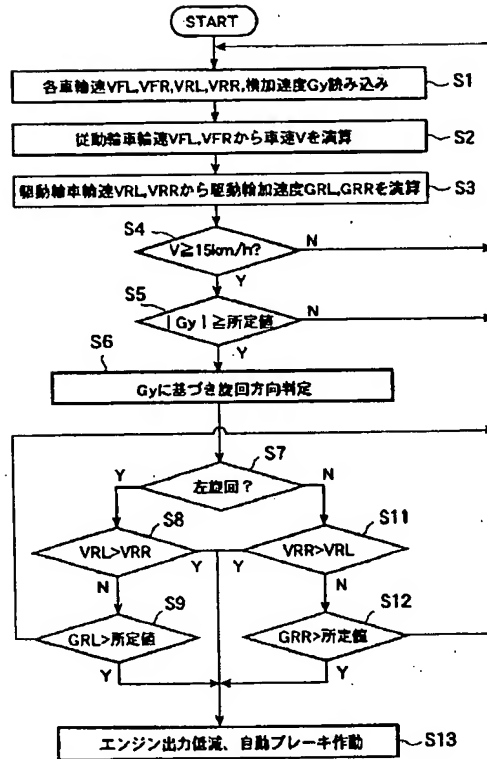 START
各車輪速VFL,VFR,VRL,VRR,横加速度Gy読み込み
S1
従動輪車輪速VFL,VFRから車速Vを演算
S2
駆動輪車輪速VRL,VRRから駆動輪加速度GRL,GRRを演算
S3
S4
V≧15km/h?
N
Y
S5
|Gy|≧所定値
N
Y
S6
Gyに基づき旋回方向判定
S7
Y
左旋回?
N
S8
VRL>VRR
Y
N
S11
VRR>VRL
Y
N
S9
GRL>所定値
Y
S12
GRR>所定値
Y
エンジン出力低減、自動ブレーキ作動
S13